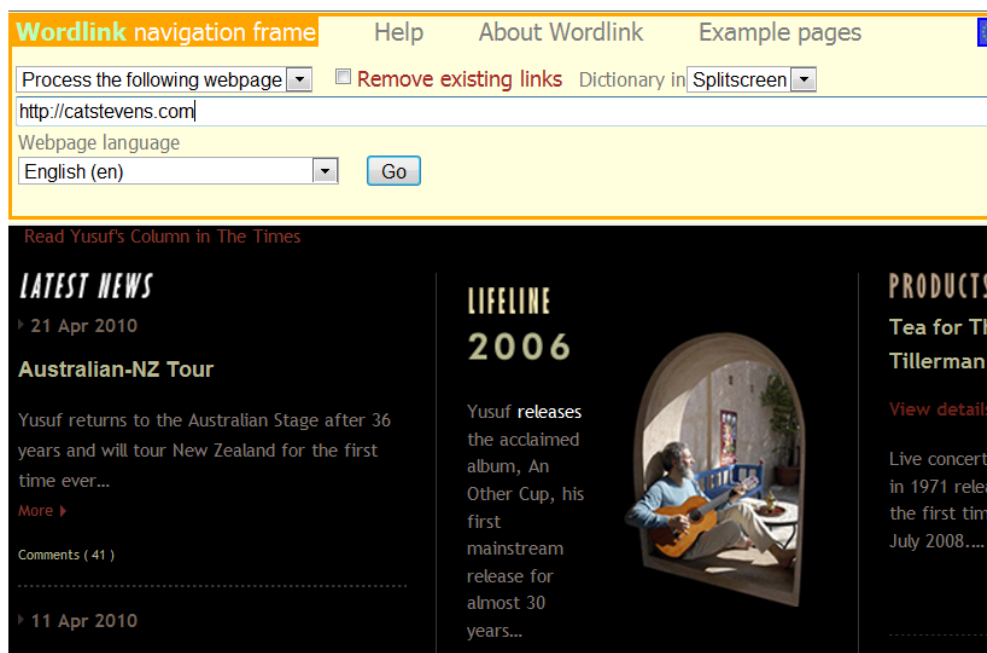 Wordlink navigation frame Help About Wordlink Example pages
Process the following webpage Remove existing links Dictionary in Splitscreen
http://catstevens.com
Webpage language
English (en) Go
Read Yusuf's Column in The Times
LATEST NEWS
21 Apr 2010
Australian-NZ Tour
Yusuf returns to the Australian Stage after 36
years and will tour New Zealand for the first
time ever...
More
Comments ( 41 )
11 Apr 2010
LIFELINE
2006
Yusuf releases
the acclaimed
album, An
Other Cup, his
first
mainstream
release for
almost 30
years...
PRODUCTS
Tea for Th
Tillerman
View details
Live concert
in 1971 relea
the first tim
July 2008....